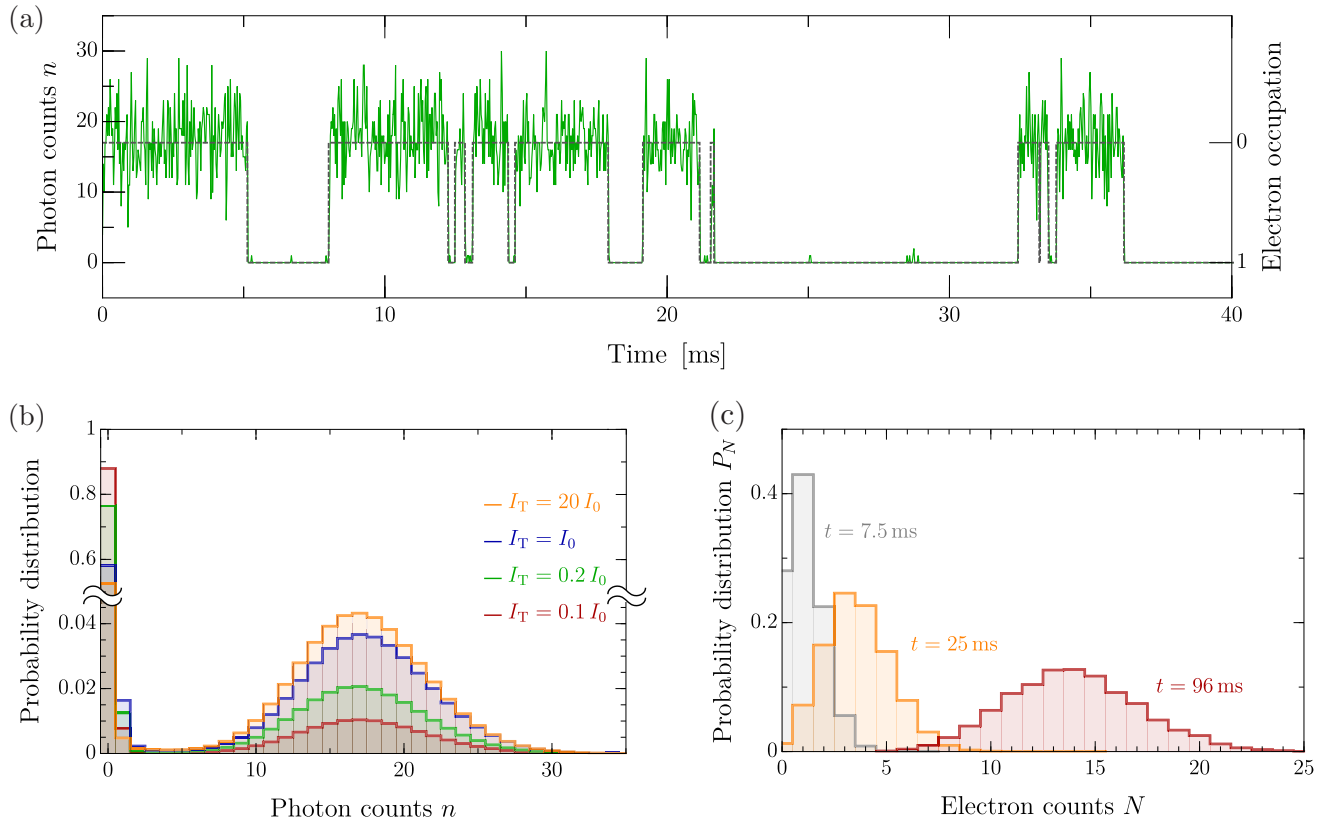 (a)
Photon counts n
30
20
10
0
0
1
Electron occupation
0 10 20 30 40
Time [ms]
(b)
Probability distribution
1
0.8
0.6
0.04
0.02
0
I_T = 20 I_0
I_T = I_0
I_T = 0.2 I_0
I_T = 0.1 I_0
0 10 20 30
Photon counts n
(c)
Probability distribution P_N
0.4
0.2
0
t = 7.5 ms
t = 25 ms
t = 96 ms
0 5 10 15 20 25
Electron counts N